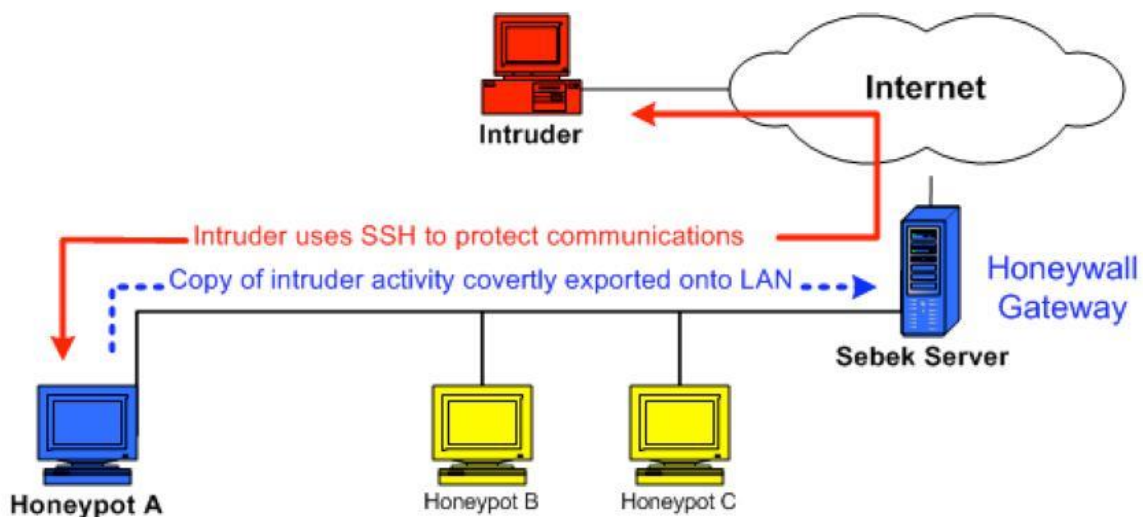 Internet
Intruder
Intruder uses SSH to protect communications
Copy of intruder activity covertly exported onto LAN
Honeywall
Gateway
Sebek Server
Honeypot A
Honeypot B
Honeypot C